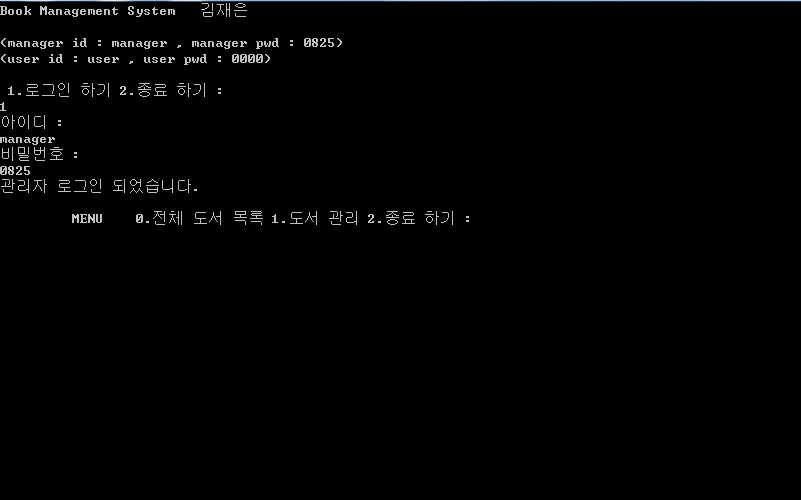 Book Management System 김재은
(manager id : manager , manager pwd : 0825)
(user id : user , user pwd : 0000)
1.로그인 하기 2.종료 하기 :
1
아이디 :
manager
비밀번호 :
0825
관리자 로그인 되었습니다.
MENU 0.전체 도서 목록 1.도서 관리 2.종료 하기 :